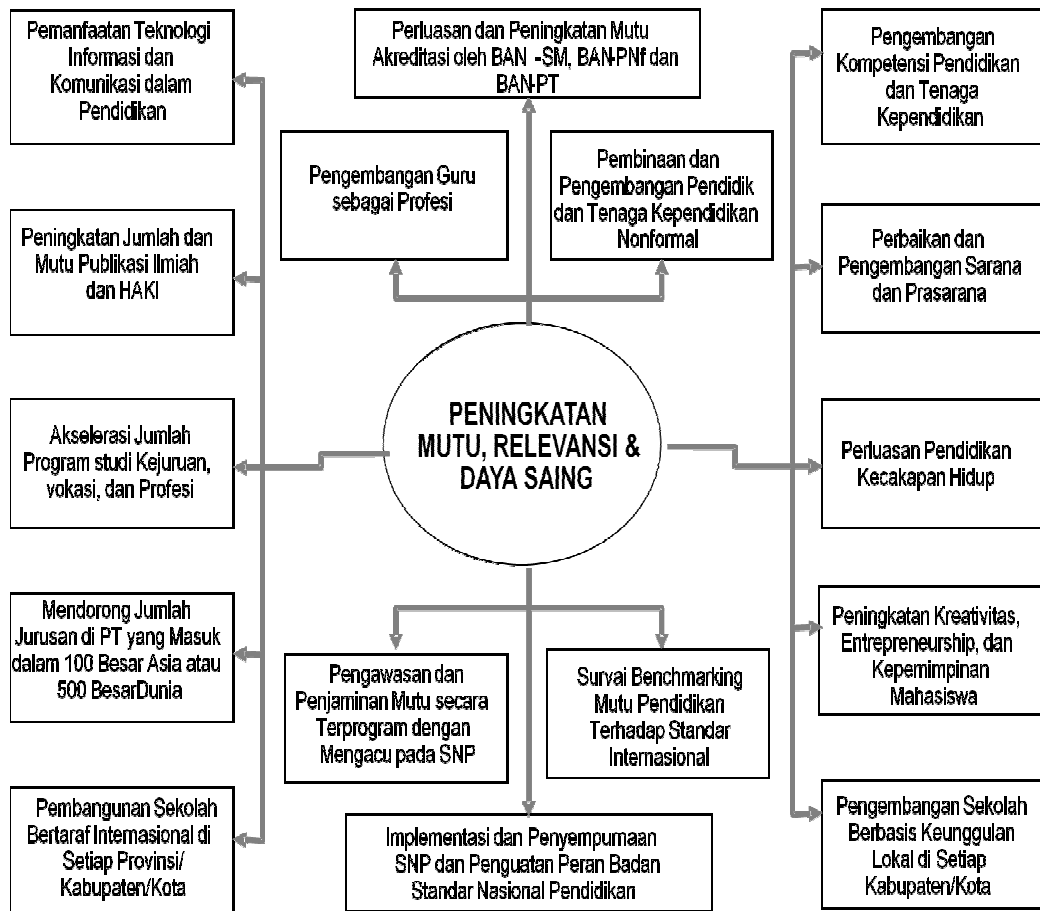 Pemanfaatan Teknologi
Informasi dan
Komunikasi dalam
Pendidikan
Perluasan dan Peningkatan Mutu
Akreditasi oleh BAN -SM, BAN-PNf dan
BAN-PT
Pengembangan
Kompetensi Pendidikan
dan Tenaga
Kependidikan
Pengembangan Guru
sebagai Profesi
Pembinaan dan
Pengembangan Pendidik
dan Tenaga Kependidikan
Nonformal
Peningkatan Jumlah dan
Mutu Publikasi Ilmiah
dan HAKI
Perbaikan dan
Pengembangan Sarana
dan Prasarana
PENINGKATAN
MUTU, RELEVANSI &
DAYA SAING
Akselerasi Jumlah
Program studi Kejuruan,
vokasi, dan Profesi
Perluasan Pendidikan
Kecakapan Hidup
Mendorong Jumlah
Jurusan di PT yang Masuk
dalam 100 Besar Asia atau
500 BesarDunia
Pengawasan dan
Penjaminan Mutu secara
Terprogram dengan
Mengacu pada SNP
Survai Benchmarking
Mutu Pendidikan
Terhadap Standar
Internasional
Peningkatan Kreativitas,
Entrepreneurship, dan
Kepemimpinan
Mahasiswa
Pembangunan Sekolah
Bertaraf Internasional di
Setiap Provinsi/
Kabupaten/Kota
Implementasi dan Penyempurnaan
SNP dan Penguatan Peran Badan
Standar Nasional Pendidikan
Pengembangan Sekolah
Berbasis Keunggulan
Lokal di Setiap
Kabupaten/Kota